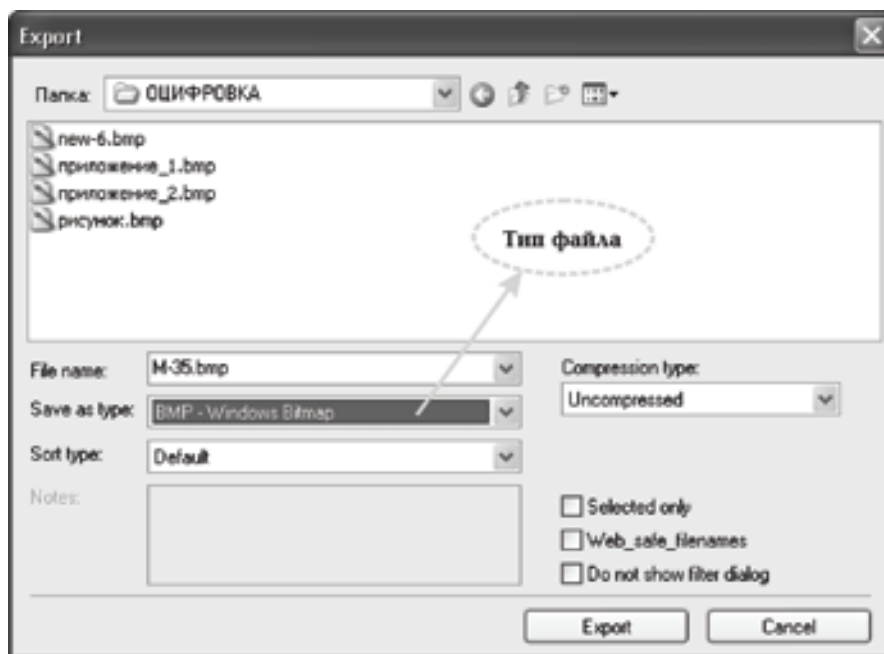 Export
Папка: ОЦИФРОВКА
new-6.bmp
приложение_1.bmp
приложение_2.bmp
рисунок.bmp
Тип файла
File name: M-35.bmp
Compression type:
Uncompressed
Save as type: BMP - Windows Bitmap
Sort type: Default
Notes:
Selected only
Web_safe_filenames
Do not show filter dialog
Export Cancel